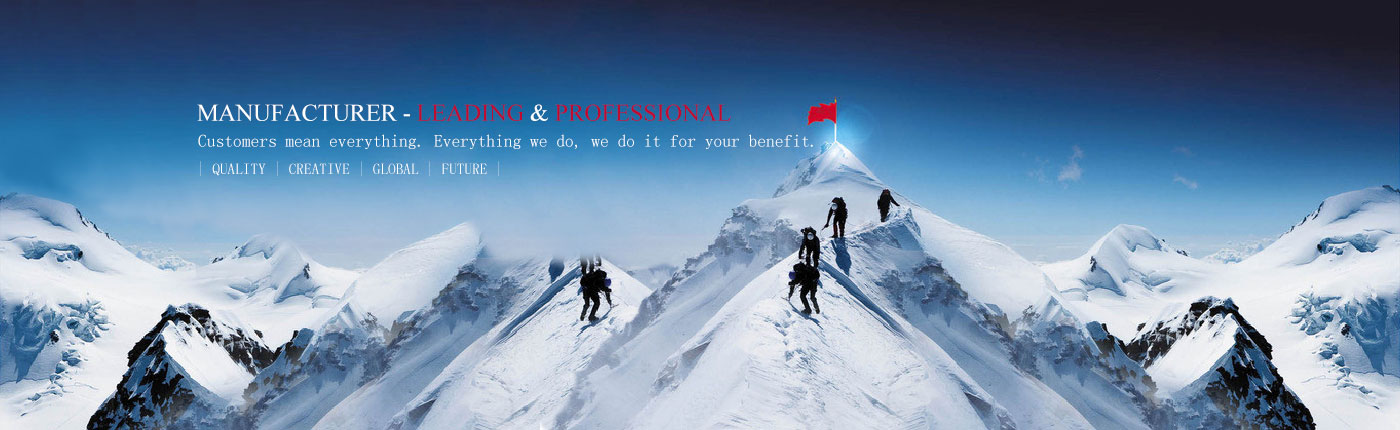 MANUFACTURER - LEADING & PROFESSIONAL
Customers mean everything. Everything we do, we do it for your benefit.
| QUALITY | CREATIVE | GLOBAL | FUTURE |